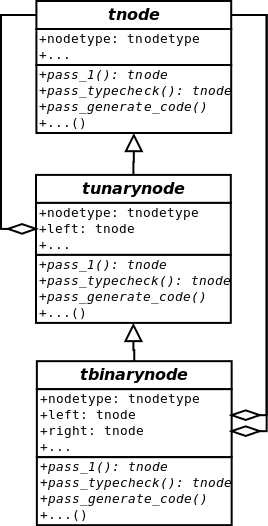 tnode
+nodetype: tnodetype
+...
+pass_1(): tnode
+pass_typecheck(): tnode
+pass_generate_code()
+...()
tunarynode
+nodetype: tnodetype
+left: tnode
+...
+pass_1(): tnode
+pass_typecheck(): tnode
+pass_generate_code()
+...()
tbinarynode
+nodetype: tnodetype
+left: tnode
+right: tnode
+...
+pass_1(): tnode
+pass_typecheck(): tnode
+pass_generate_code()
+...()